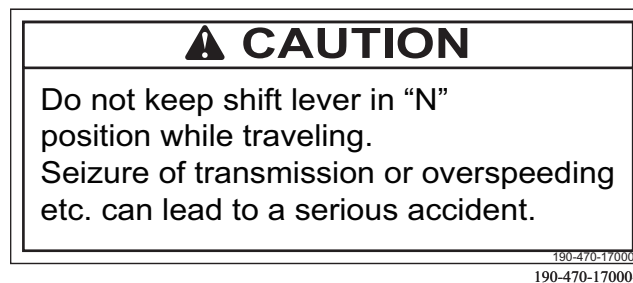 CAUTION
Do not keep shift lever in “N”
position while traveling.
Seizure of transmission or overspeeding
etc. can lead to a serious accident.
190-470-17000
190-470-17000